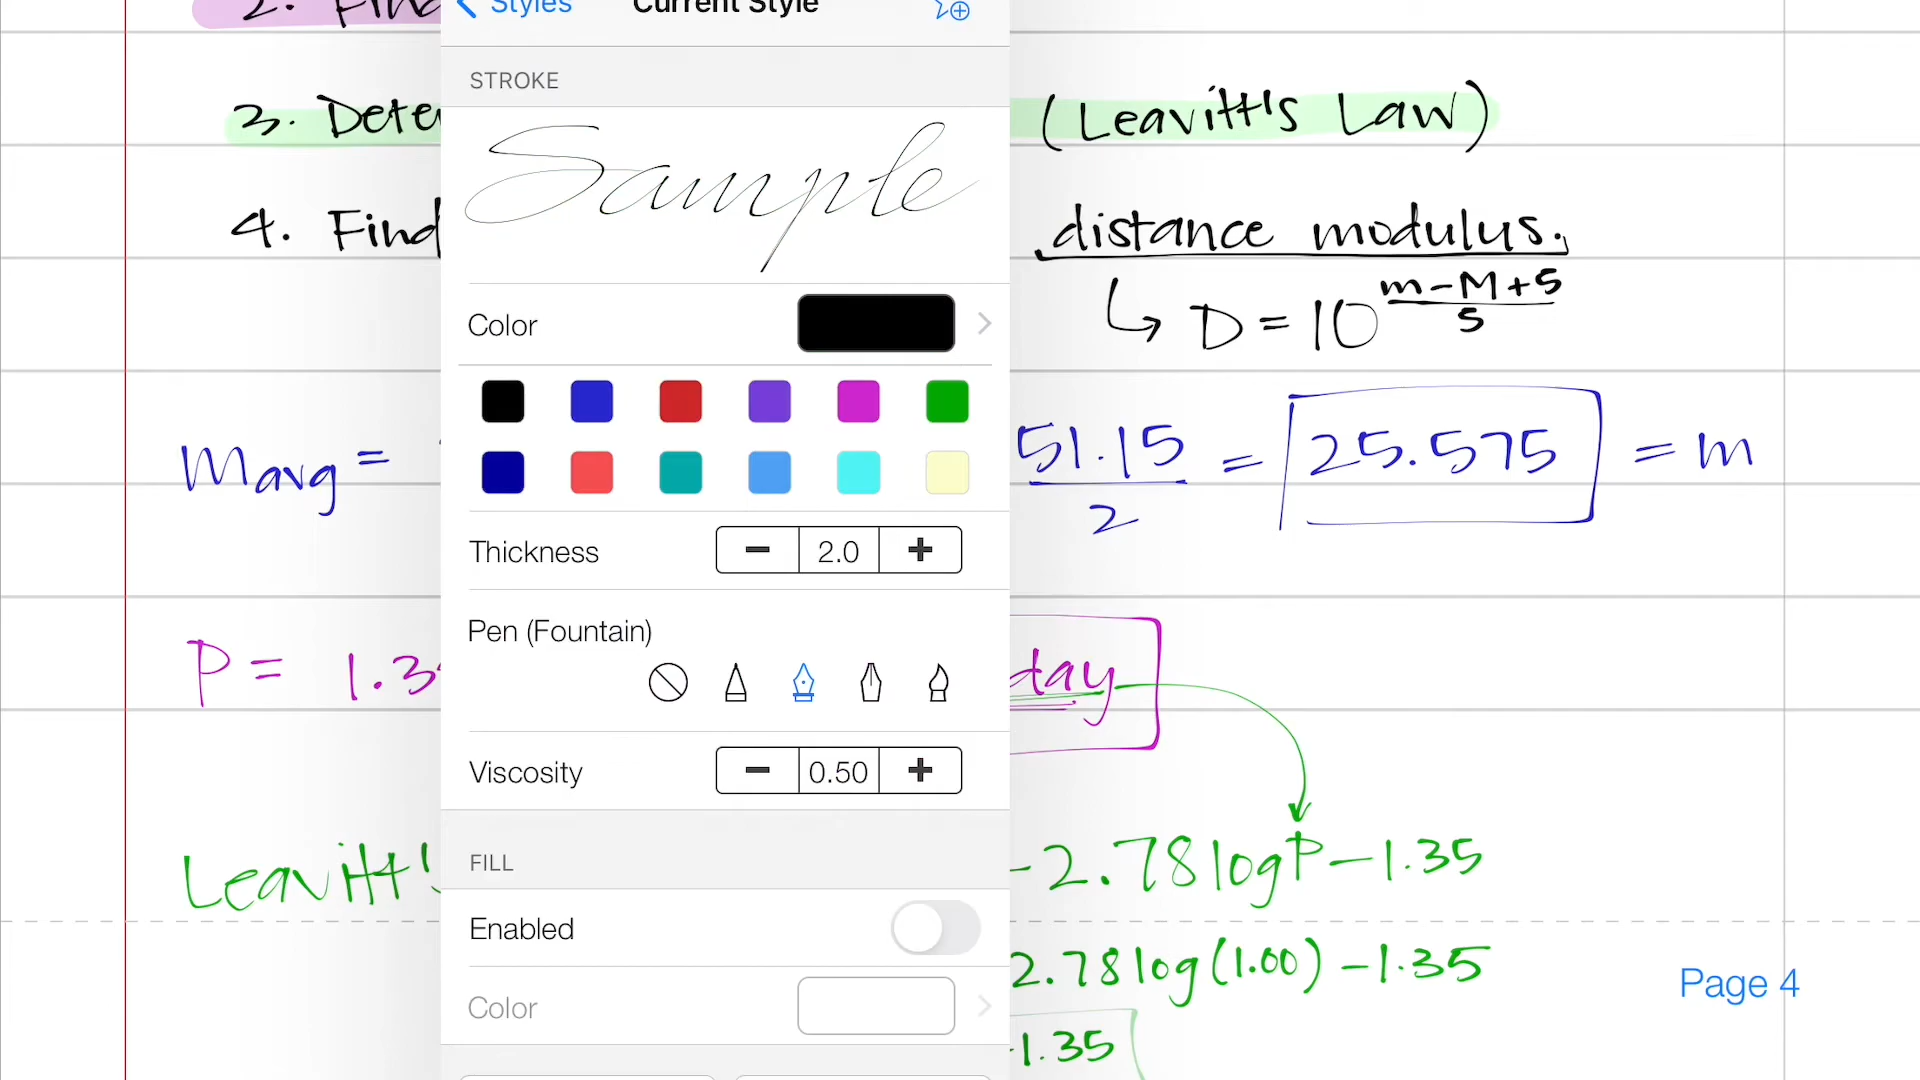 2. Find
Styles
Current Style
STROKE
3. Dete
(Leavitt's Law)
Sample
4. Find
distance modulus.
D = 10^(m-M+5)/5
Color
mavg =
51.15/2 = 25.575 = m
Thickness
2.0
Pen (Fountain)
P = 1.3
day
Viscosity
0.50
FILL
Leavitt's
-2.78 log P - 1.35
Enabled
2.78 log (1.00) - 1.35
Page 4
Color
-1.35